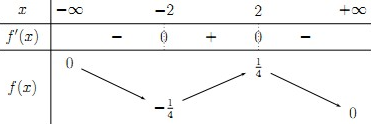 x −∞ −2 2 +∞
f′(x) − 0 + 0 −
f(x) 0 −1/4 1/4 0